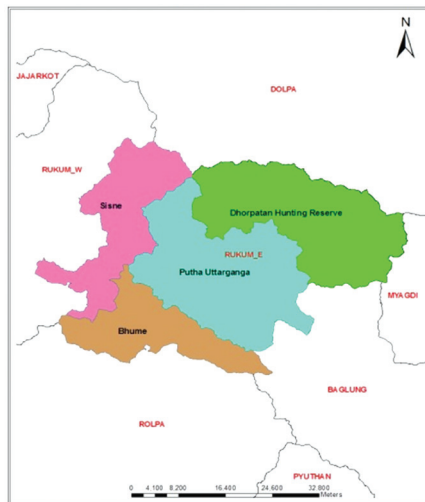 N
JAJARKOT
DOLPA
RUKUM_W
Sisne
Dhorpatan Hunting Reserve
RUKUM_E
Putha Uttarganga
MYAGDI
Bhume
BAGLUNG
ROLPA
PYUTHAN
0 4.100 8.200 16.400 24.600 32.800
Meters